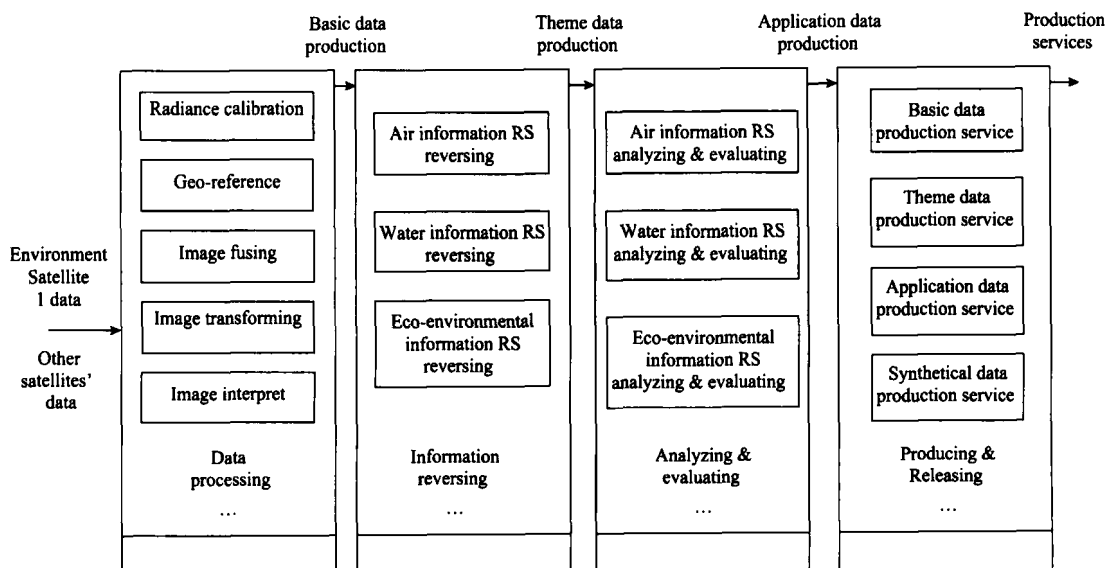 Basic data
production
Theme data
production
Application data
production
Production
services
Environment
Satellite
1 data
Other
satellites'
data
Radiance calibration
Geo-reference
Image fusing
Image transforming
Image interpret
Data
processing
...
Air information RS
reversing
Water information RS
reversing
Eco-environmental
information RS
reversing
Information
reversing
...
Air information RS
analyzing & evaluating
Water information RS
analyzing & evaluating
Eco-environmental
information RS
analyzing & evaluating
Analyzing &
evaluating
...
Basic data
production service
Theme data
production service
Application data
production service
Synthetical data
production service
Producing &
Releasing
...